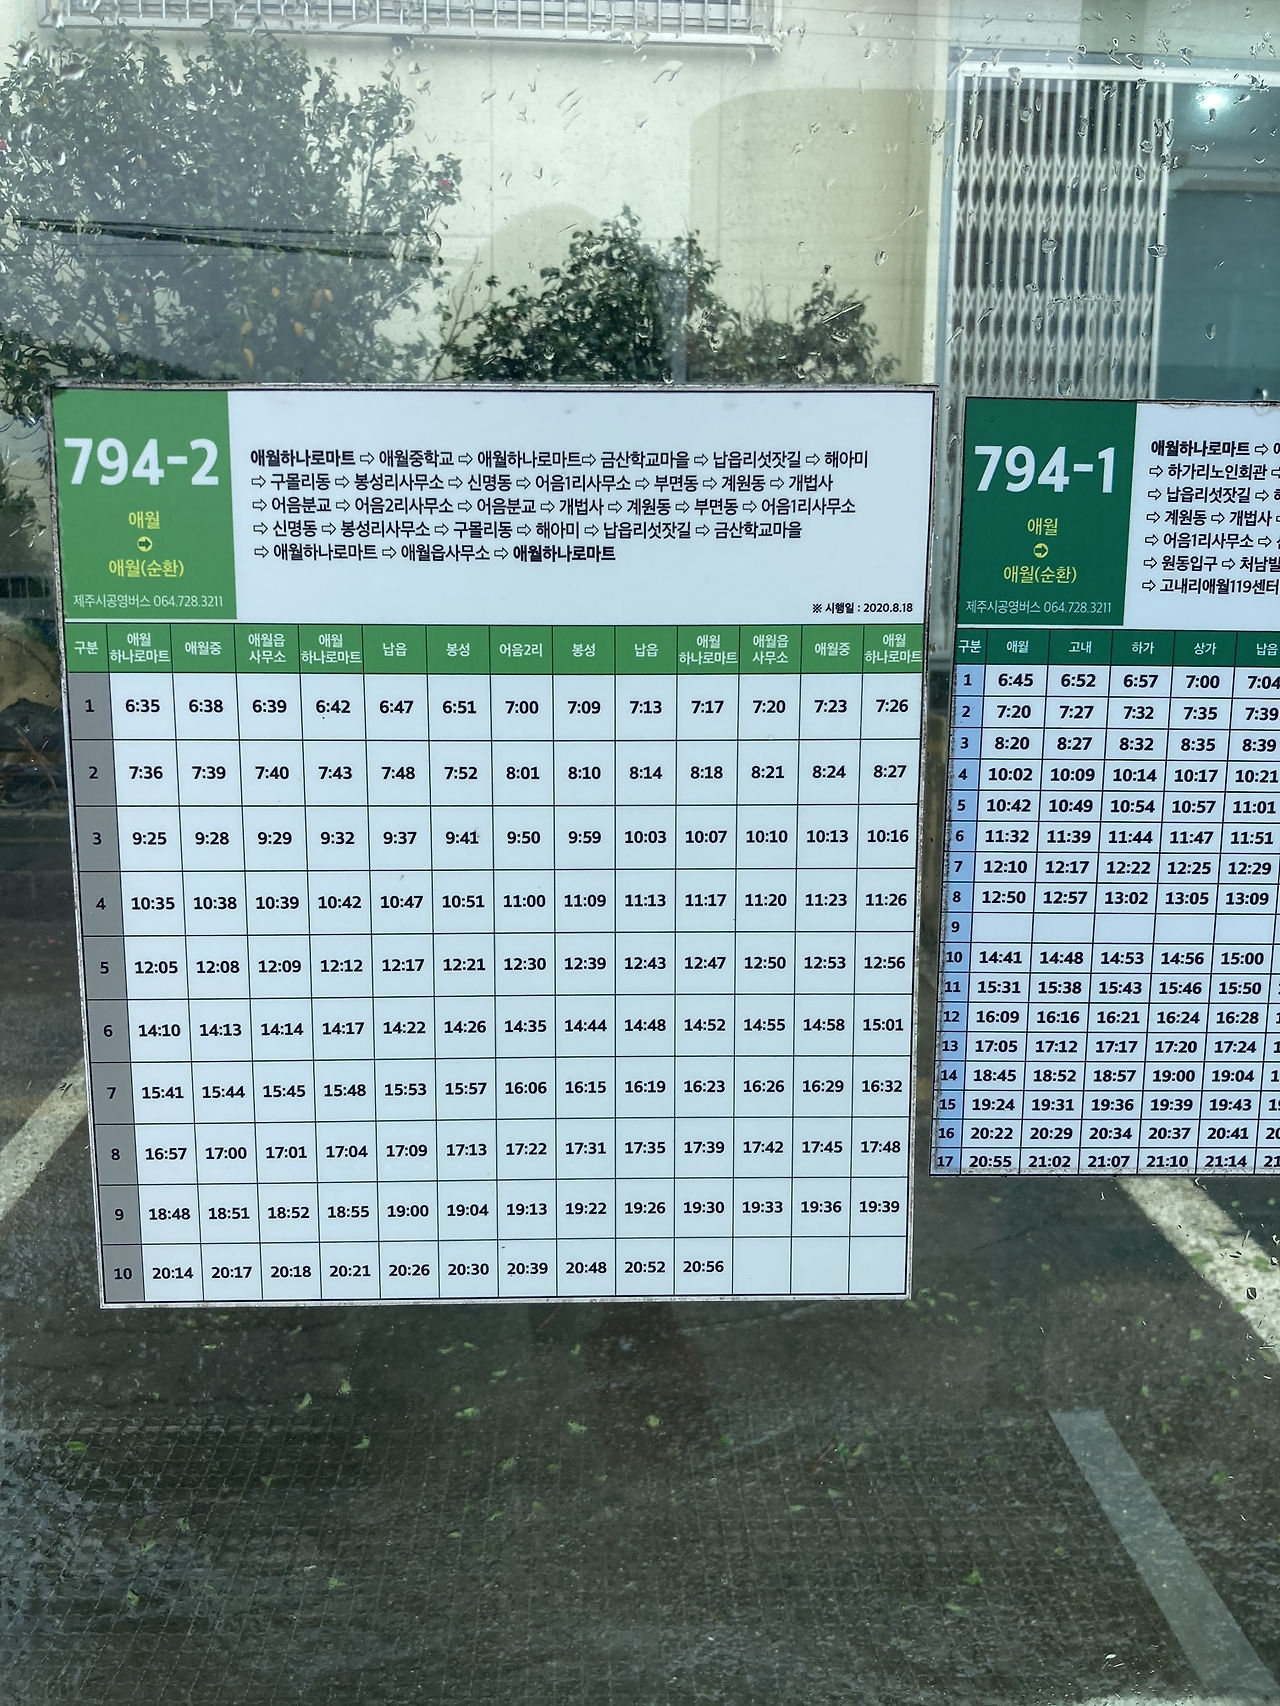 794-2
애월
➲
애월(순환)
제주시공영버스 064.728.3211
애월하나로마트 ⇨ 애월중학교 ⇨ 애월하나로마트⇨ 금산학교마을 ⇨ 납읍리섯잣길 ⇨ 해아미
⇨ 구몰리동 ⇨ 봉성리사무소 ⇨ 신명동 ⇨ 어음1리사무소 ⇨ 부면동 ⇨ 계원동 ⇨ 개법사
⇨ 어음분교 ⇨ 어음2리사무소 ⇨ 어음분교 ⇨ 개법사 ⇨ 계원동 ⇨ 부면동 ⇨ 어음1리사무소
⇨ 신명동 ⇨ 봉성리사무소 ⇨ 구몰리동 ⇨ 해아미 ⇨ 납읍리섯잣길 ⇨ 금산학교마을
⇨ 애월하나로마트 ⇨ 애월읍사무소 ⇨ 애월하나로마트
※ 시행일 : 2020.8.18
구분 애월 하나로마트 애월중 애월읍 사무소 애월 하나로마트 납읍 봉성 어음2리 봉성 납읍 애월 하나로마트 애월읍 사무소 애월중 애월 하나로마트
1 6:35 6:38 6:39 6:42 6:47 6:51 7:00 7:09 7:13 7:17 7:20 7:23 7:26
2 7:36 7:39 7:40 7:43 7:48 7:52 8:01 8:10 8:14 8:18 8:21 8:24 8:27
3 9:25 9:28 9:29 9:32 9:37 9:41 9:50 9:59 10:03 10:07 10:10 10:13 10:16
4 10:35 10:38 10:39 10:42 10:47 10:51 11:00 11:09 11:13 11:17 11:20 11:23 11:26
5 12:05 12:08 12:09 12:12 12:17 12:21 12:30 12:39 12:43 12:47 12:50 12:53 12:56
6 14:10 14:13 14:14 14:17 14:22 14:26 14:35 14:44 14:48 14:52 14:55 14:58 15:01
7 15:41 15:44 15:45 15:48 15:53 15:57 16:06 16:15 16:19 16:23 16:26 16:29 16:32
8 16:57 17:00 17:01 17:04 17:09 17:13 17:22 17:31 17:35 17:39 17:42 17:45 17:48
9 18:48 18:51 18:52 18:55 19:00 19:04 19:13 19:22 19:26 19:30 19:33 19:36 19:39
10 20:14 20:17 20:18 20:21 20:26 20:30 20:39 20:48 20:52 20:56
794-1
애월
➲
애월(순환)
제주시공영버스 064.728.3211
애월하나로마트 ⇨
⇨ 하가리노인회관
⇨ 납읍리섯잣길 ⇨
⇨ 계원동 ⇨ 개법사
⇨ 어음1리사무소 ⇨
⇨ 원동입구 ⇨
⇨ 고내리애월119센터
구분 애월 고내 하가 상가 납읍
1 6:45 6:52 6:57 7:00 7:04
2 7:20 7:27 7:32 7:35 7:39
3 8:20 8:27 8:32 8:35 8:39
4 10:02 10:09 10:14 10:17 10:21
5 10:42 10:49 10:54 10:57 11:01
6 11:32 11:39 11:44 11:47 11:51
7 12:10 12:17 12:22 12:25 12:29
8 12:50 12:57 13:02 13:05 13:09
9
10 14:41 14:48 14:53 14:56 15:00
11 15:31 15:38 15:43 15:46 15:50
12 16:09 16:16 16:21 16:24 16:28
13 17:05 17:12 17:17 17:20 17:24
14 18:45 18:52 18:57 19:00 19:04
15 19:24 19:31 19:36 19:39 19:43
16 20:22 20:29 20:34 20:37 20:41
17 20:55 21:02 21:07 21:10 21:14